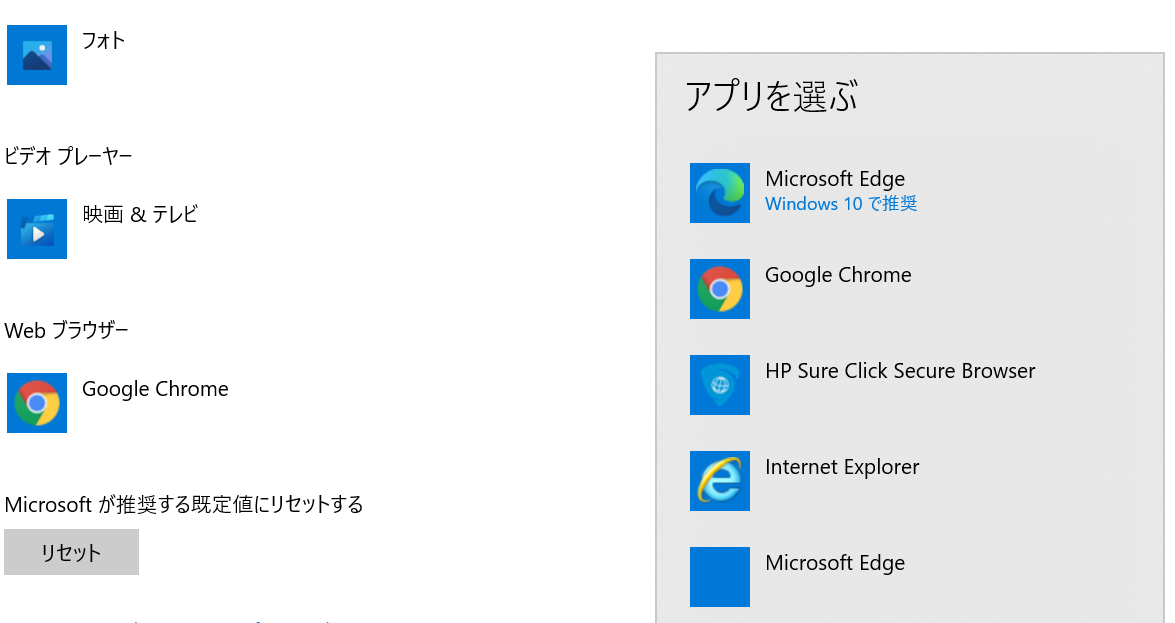 フォト
ビデオ プレーヤー
映画 & テレビ
Web ブラウザー
Google Chrome
Microsoft が推奨する既定値にリセットする
リセット
アプリを選ぶ
Microsoft Edge
Windows 10 で推奨
Google Chrome
HP Sure Click Secure Browser
Internet Explorer
Microsoft Edge